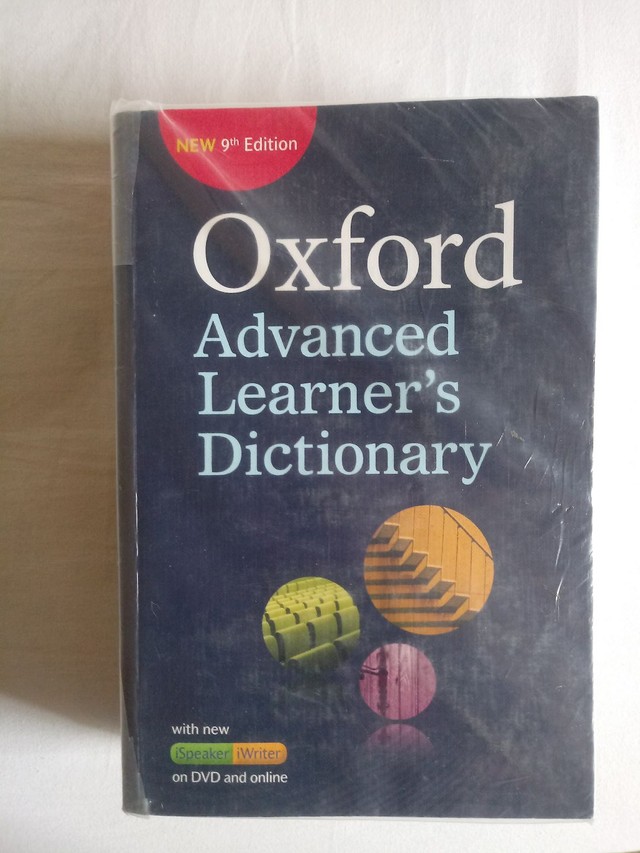 NEW 9th Edition
Oxford
Advanced
Learner's
Dictionary
with new
iSpeaker iWriter
on DVD and online